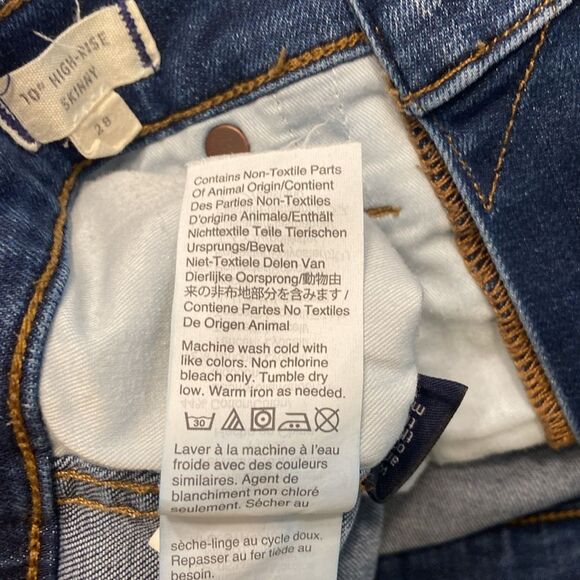 10" HIGH-RISE
SKINNY
28
Contains Non-Textile Parts
Of Animal Origin/Contient
Des Parties Non-Textiles
D'origine Animale/Enthält
Nichttextile Teile Tierischen
Ursprungs/Bevat
Niet-Textiele Delen Van
Dierlijke Oorsprong/動物由
来の非布地部分を含みます/
Contiene Partes No Textiles
De Origen Animal
Machine wash cold with
like colors. Non chlorine
bleach only. Tumble dry
low. Warm iron as needed.
30
Laver à la machine à l'eau
froide avec des couleurs
similaires. Agent de
blanchiment non chloré
seulement. Sécher au
sèche-linge au cycle doux.
Repasser au fer tiède au
besoin.